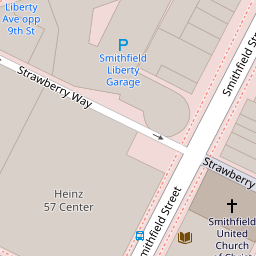 Liberty
Ave opp
9th St
Smithfield
Liberty
Garage
Strawberry Way
Smithfield Street
Strawberry
Heinz
57 Center
Smithfield Street
Smithfield
United
Church
of Christ